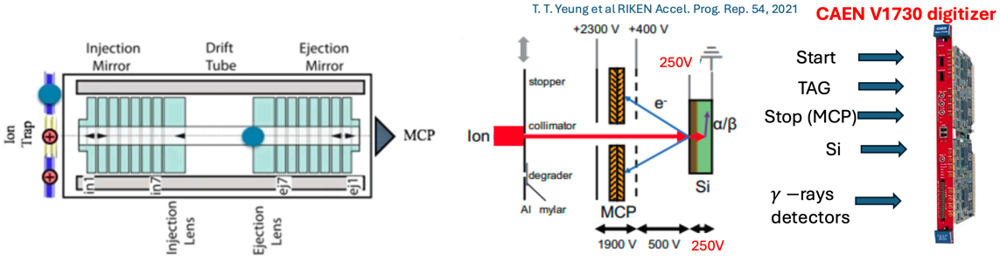 T. T. Yeung et al RIKEN Accel. Prog. Rep. 54, 2021
CAEN V1730 digitizer
Injection
Mirror
Drift
Tube
Ejection
Mirror
Ion
Trap
in1
in7
ej7
ej1
Injection
Lens
Ejection
Lens
MCP
+2300 V
+400 V
250V
stopper
collimator
Ion
degrader
Al mylar
e-
α/β
Si
MCP
1900 V
500 V
250V
Start
TAG
Stop (MCP)
Si
γ −rays
detectors
CAEN